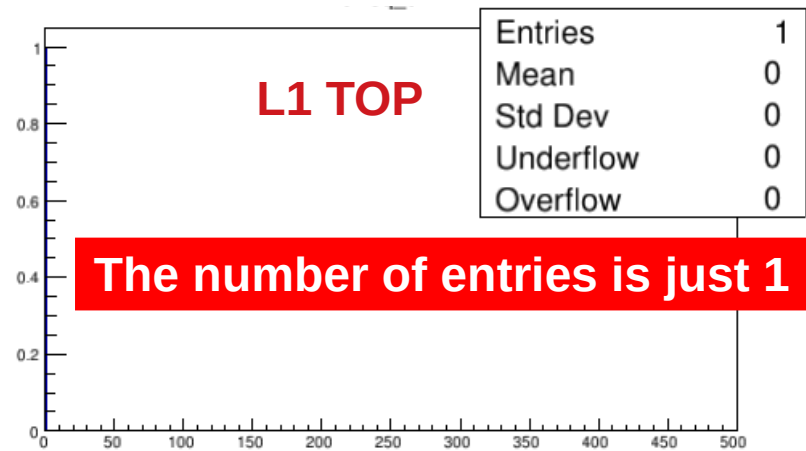 Entries 1
Mean 0
Std Dev 0
Underflow 0
Overflow 0
L1 TOP
The number of entries is just 1
1
0.8
0.6
0.4
0.2
0
0 50 100 150 200 250 300 350 400 450 500